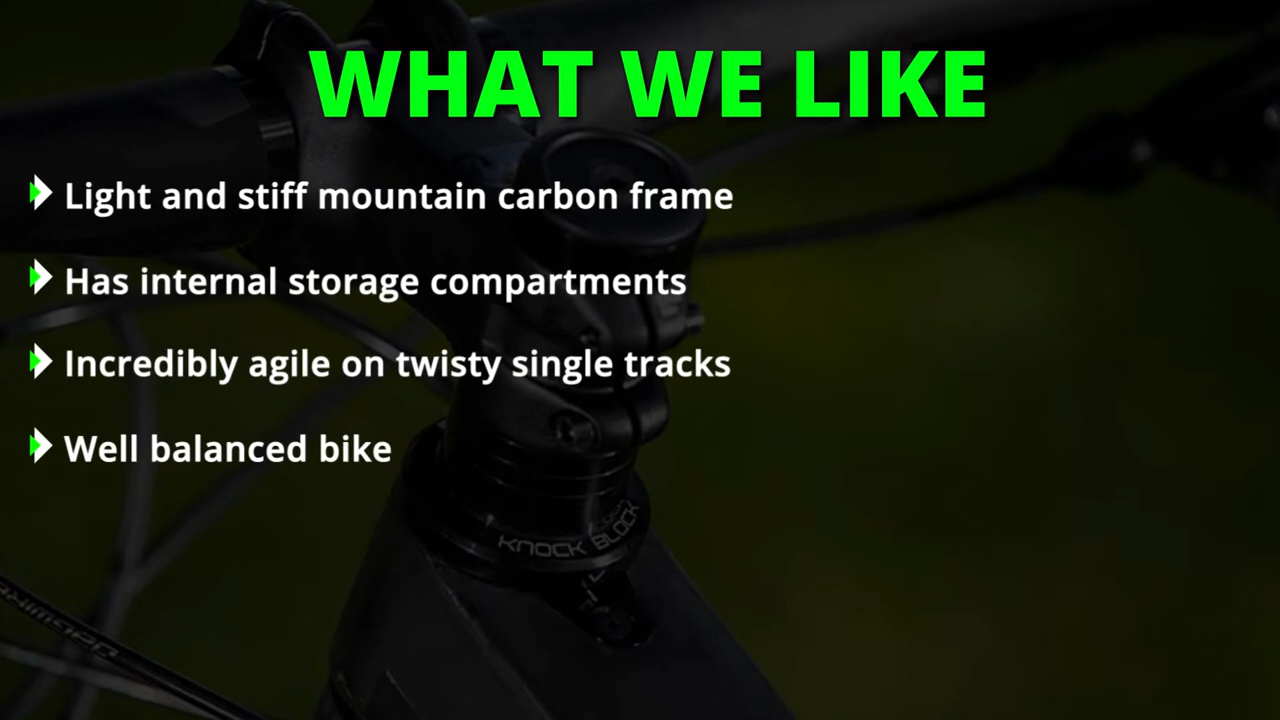 WHAT WE LIKE
Light and stiff mountain carbon frame
Has internal storage compartments
Incredibly agile on twisty single tracks
Well balanced bike
KNOCK BLOCK
Jagwire